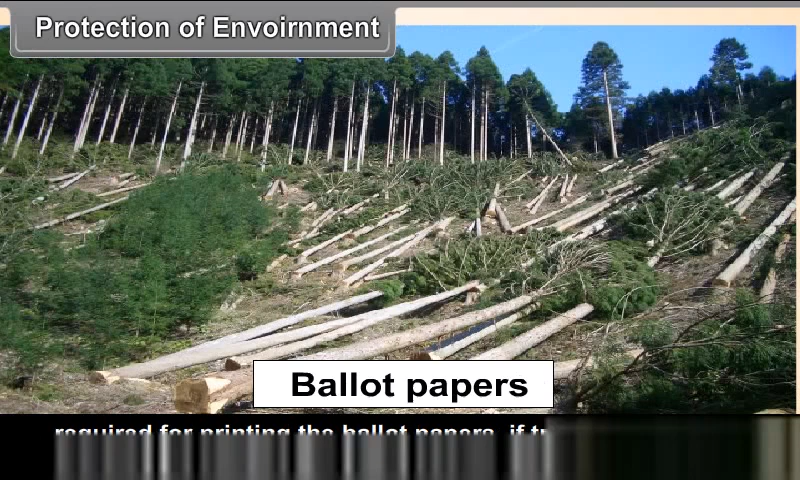 Protection of Envoirnment
Ballot papers
required for printing the ballot papers, if